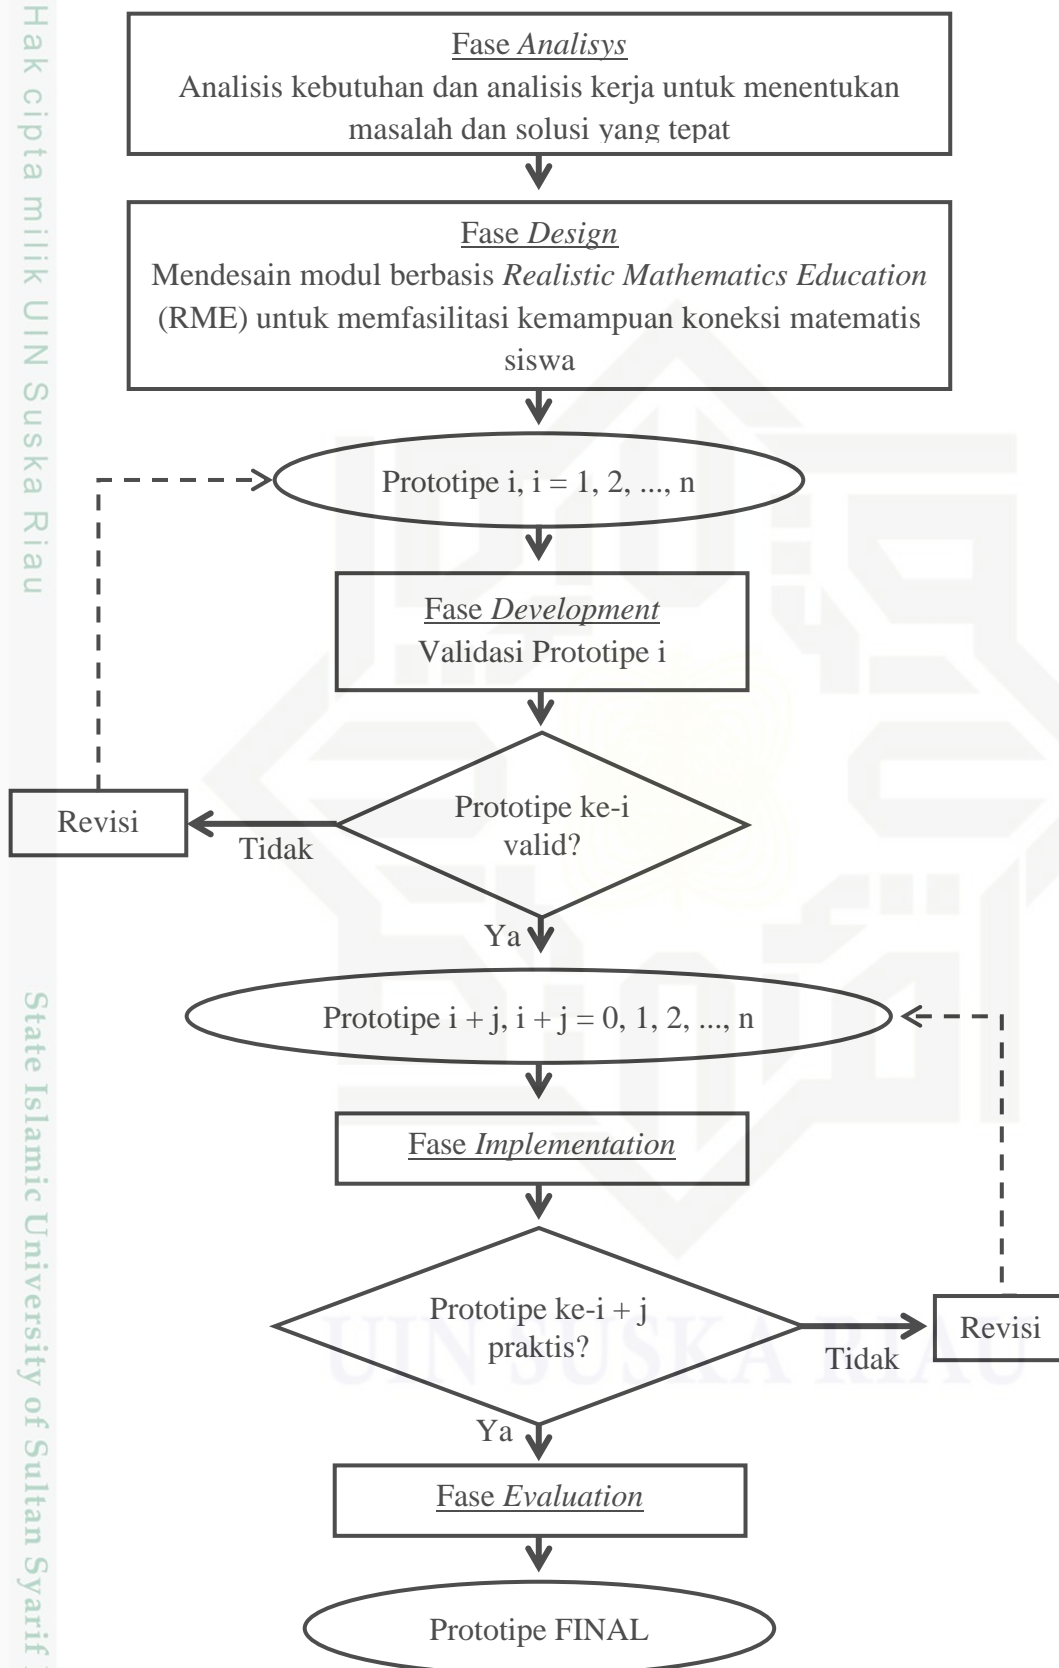 Hak cipta milik UIN Suska Riau
State Islamic University of Sultan Syarif
Fase Analisys
Analisis kebutuhan dan analisis kerja untuk menentukan
masalah dan solusi yang tepat
Fase Design
Mendesain modul berbasis Realistic Mathematics Education
(RME) untuk memfasilitasi kemampuan koneksi matematis
siswa
Prototipe i, i = 1, 2, ..., n
Fase Development
Validasi Prototipe i
Prototipe ke-i
valid?
Revisi
Tidak
Ya
Prototipe i + j, i + j = 0, 1, 2, ..., n
Fase Implementation
Prototipe ke-i + j
praktis?
Revisi
Tidak
UIN SUSKA RIAU
Ya
Fase Evaluation
Prototipe FINAL